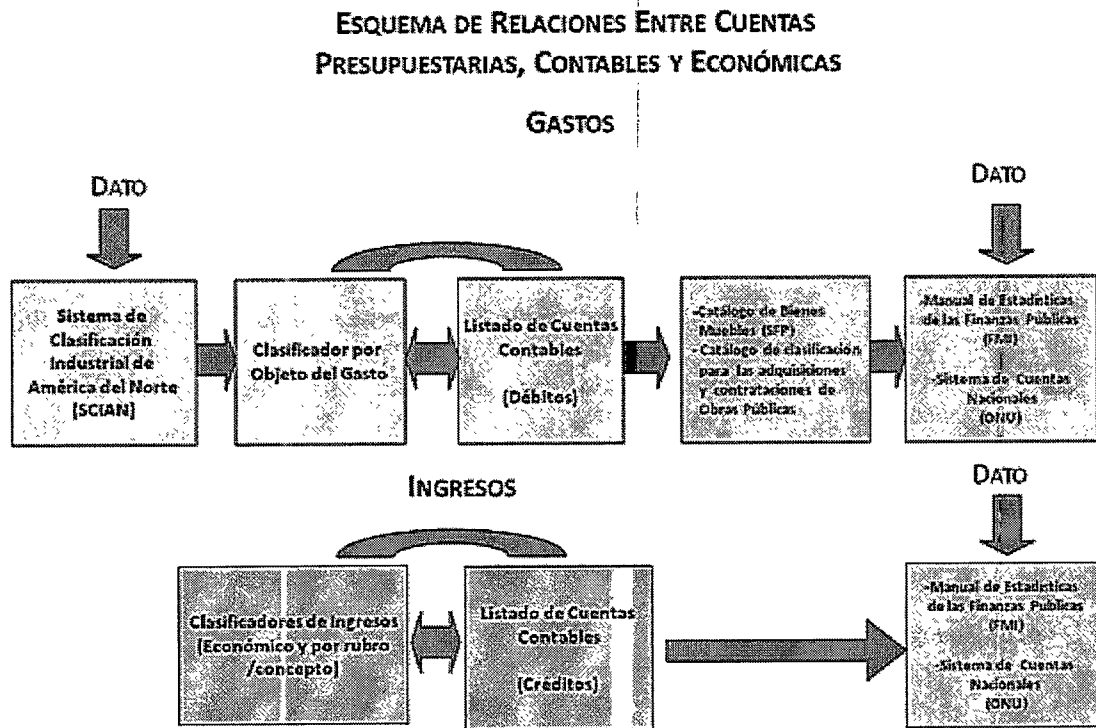 ESQUEMA DE RELACIONES ENTRE CUENTAS
PRESUPUESTARIAS, CONTABLES Y ECONÓMICAS
GASTOS
DATO
DATO
Sistema de
Clasificación
Industrial de
América del Norte
(SCIAN)
Clasificador por
Objeto del Gasto
Listado de Cuentas
Contables
(Débitos)
-Catálogo de Bienes
Muebles (SFP)
- Catálogo de clasificación
para las adquisiciones
y contrataciones de
Obras Públicas
-Manual de Estadísticas
de las Finanzas Públicas
(FMI)
-Sistema de Cuentas
Nacionales
(ONU)
INGRESOS
DATO
Clasificadores de Ingresos
(Económico y por rubro
/concepto)
Listado de Cuentas
Contables
(Créditos)
-Manual de Estadísticas
de las Finanzas Públicas
(FMI)
-Sistema de Cuentas
Nacionales
(ONU)